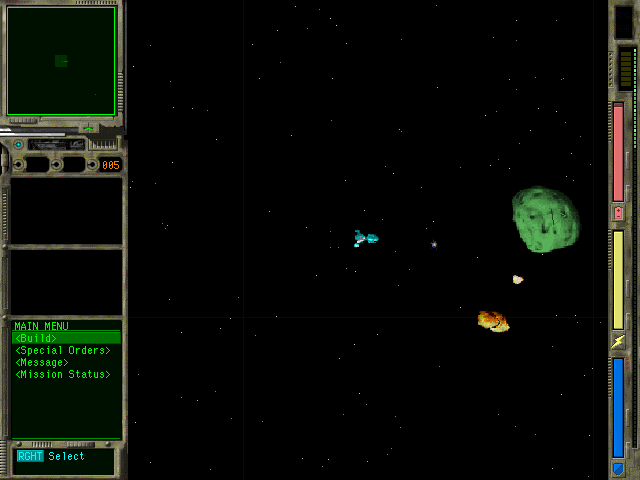 005
MAIN MENU
<Build>
<Special Orders>
<Message>
<Mission Status>
RGHT Select